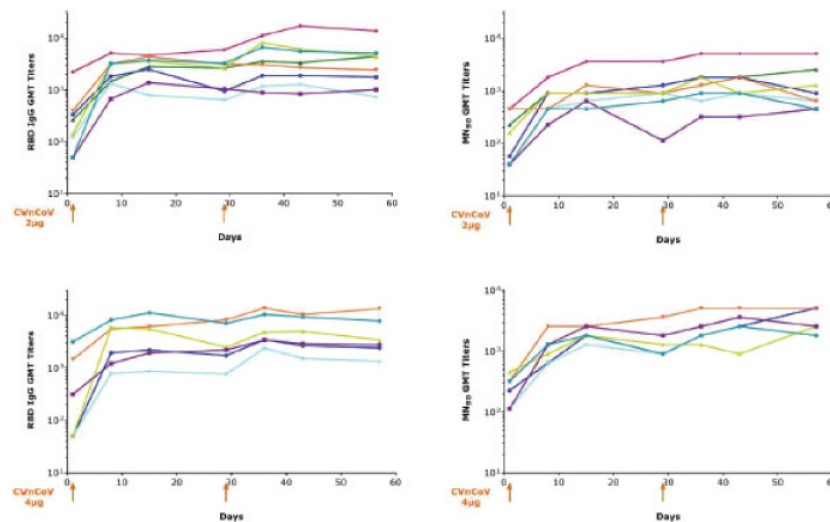 RBD IgG GMT Titers
10⁴
10³
10²
10¹
0 10 20 30 40 50 60
CVnCoV
2µg
Days
MN₅₀ GMT Titers
10⁴
10³
10²
10¹
0 10 20 30 40 50
CVnCoV
2µg
Days
RBD IgG GMT Titers
10⁴
10³
10²
10¹
0 10 20 30 40 50 60
CVnCoV
4µg
Days
MN₅₀ GMT Titers
10⁴
10³
10²
10¹
0 10 20 30 40 50
CVnCoV
4µg
Days